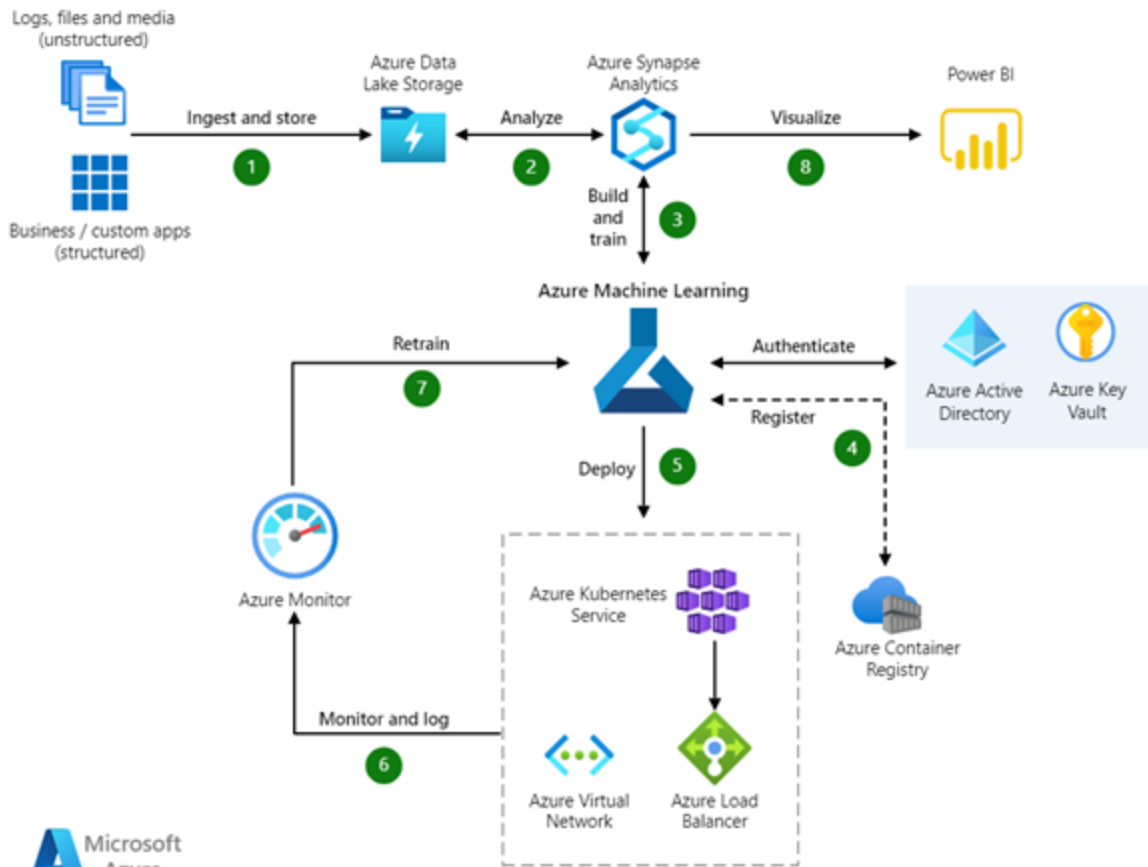 Logs, files and media
(unstructured)
Azure Data
Lake Storage
Azure Synapse
Analytics
Power BI
Ingest and store
Analyze
Visualize
1
2
8
Business / custom apps
(structured)
Build
and
train
3
Azure Machine Learning
Retrain
7
Authenticate
Azure Active
Directory
Azure Key
Vault
Register
4
Deploy
5
Azure Monitor
Azure Kubernetes
Service
Azure Container
Registry
Monitor and log
6
Azure Virtual
Network
Azure Load
Balancer
Microsoft
Azure